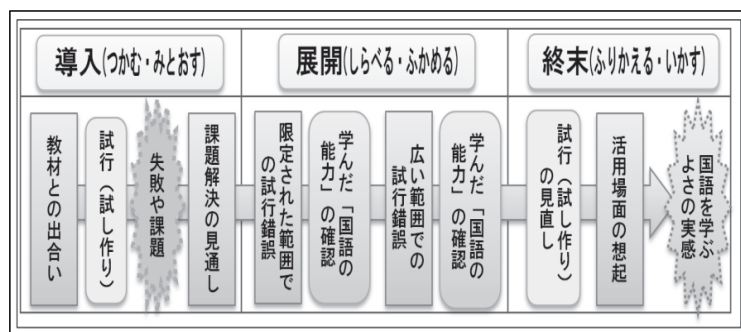 導入(つかむ・みとおす)
展開(しらべる・ふかめる)
終末(ふりかえる・いかす)
教材との出合い
試行（試し作り）
失敗や課題
課題解決の見通し
限定された範囲で
の試行錯誤
学んだ「国語の
能力」の確認
広い範囲での
試行錯誤
学んだ「国語の
能力」の確認
試行（試し作り）
の見直し
活用場面の想起
国語を学ぶ
よさの実感